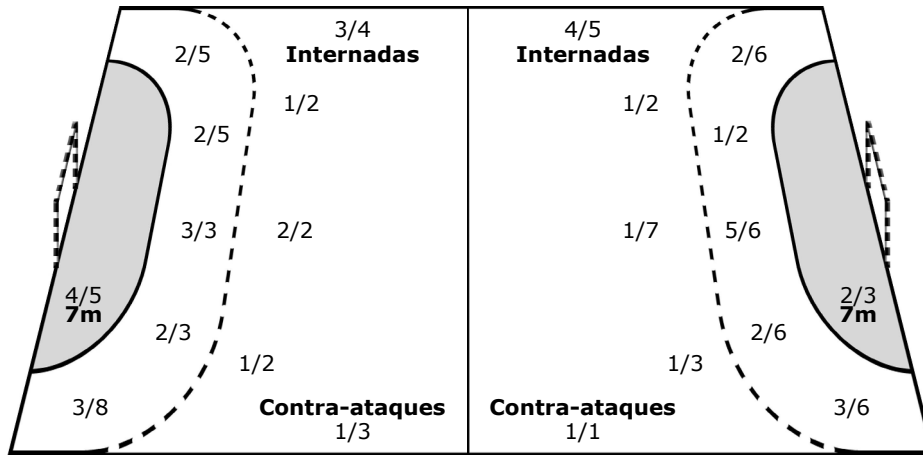 3/4 4/5
2/5 Internadas Internadas 2/6
1/2 1/2
2/5 1/2
3/3 2/2 1/7 5/6
4/5 2/3
7m 7m
2/3 2/6
1/2 1/3
3/8 Contra-ataques Contra-ataques 3/6
1/3 1/1